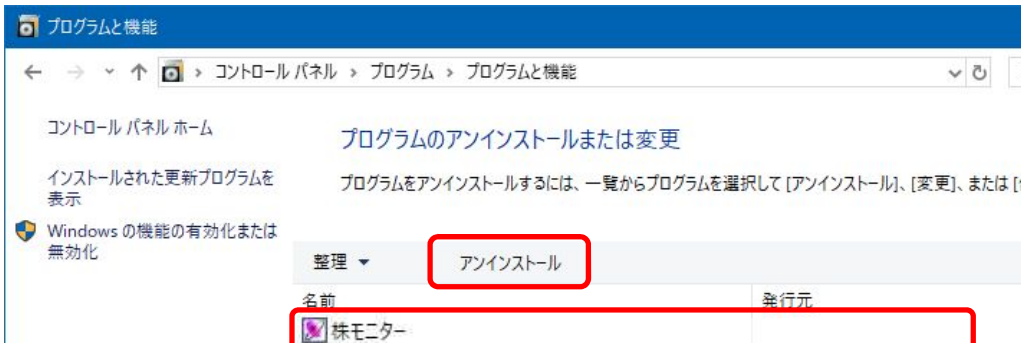 プログラムと機能
コントロール パネル › プログラム › プログラムと機能
コントロール パネル ホーム
プログラムのアンインストールまたは変更
インストールされた更新プログラムを
表示
プログラムをアンインストールするには、一覧からプログラムを選択して [アンインストール]、[変更]、または [
Windows の機能の有効化または
無効化
整理 アンインストール
名前 発行元
株モニター